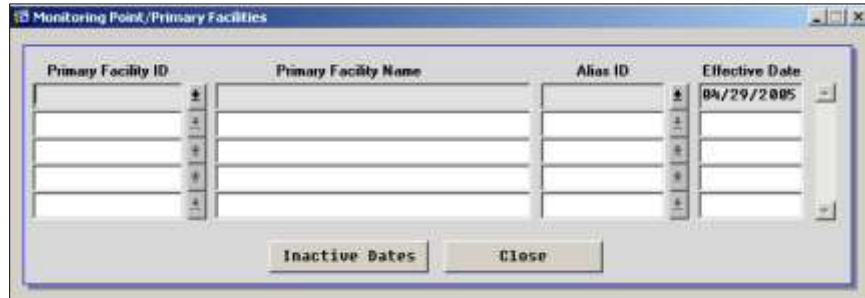 Monitoring Point/Primary Facilities
Primary Facility ID Primary Facility Name Alias ID Effective Date
04/29/2005
Inactive Dates Close